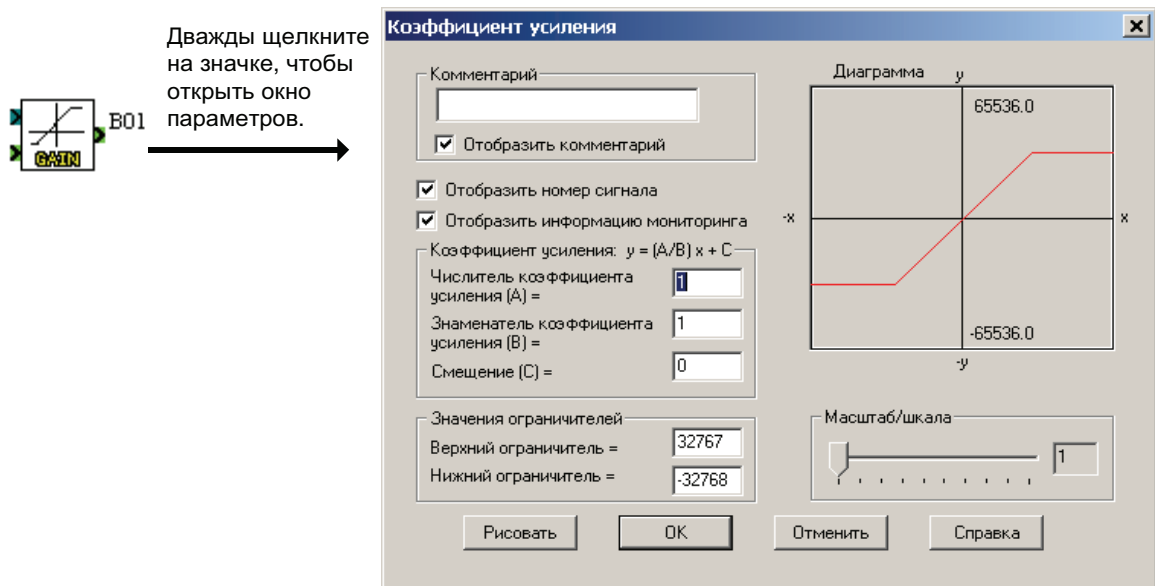 Дважды щелкните
на значке, чтобы
открыть окно
параметров.
GAIN
B01
Коэффициент усиления
Комментарий
Отобразить комментарий
Отобразить номер сигнала
Отобразить информацию мониторинга
Коэффициент усиления: y = (A/B) x + C
Числитель коэффициента
усиления (A) =
1
Знаменатель коэффициента
усиления (B) =
1
Смещение (C) =
0
Значения ограничителей
Верхний ограничитель =
32767
Нижний ограничитель =
-32768
Диаграмма
y
65536.0
-x
x
-65536.0
-y
Масштаб/шкала
1
Рисовать
OK
Отменить
Справка